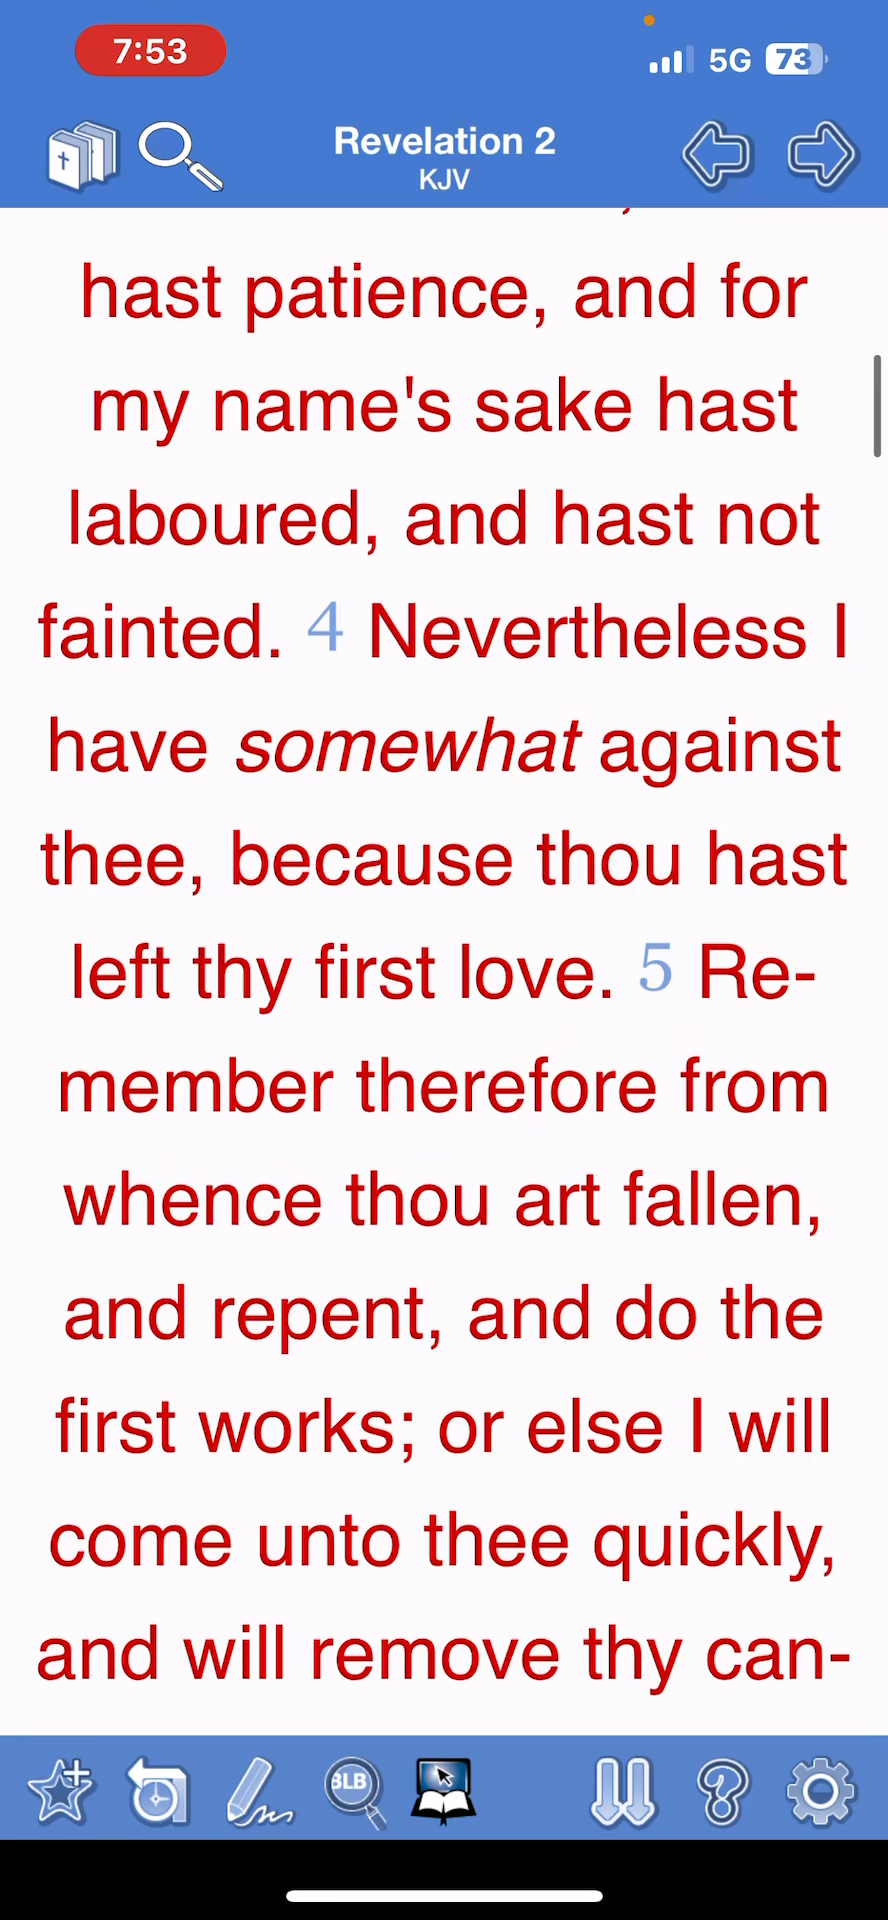 7:53
5G 73
Revelation 2
KJV
hast patience, and for
my name's sake hast
laboured, and hast not
fainted. 4 Nevertheless I
have somewhat against
thee, because thou hast
left thy first love. 5 Re-
member therefore from
whence thou art fallen,
and repent, and do the
first works; or else I will
come unto thee quickly,
and will remove thy can-
BLB